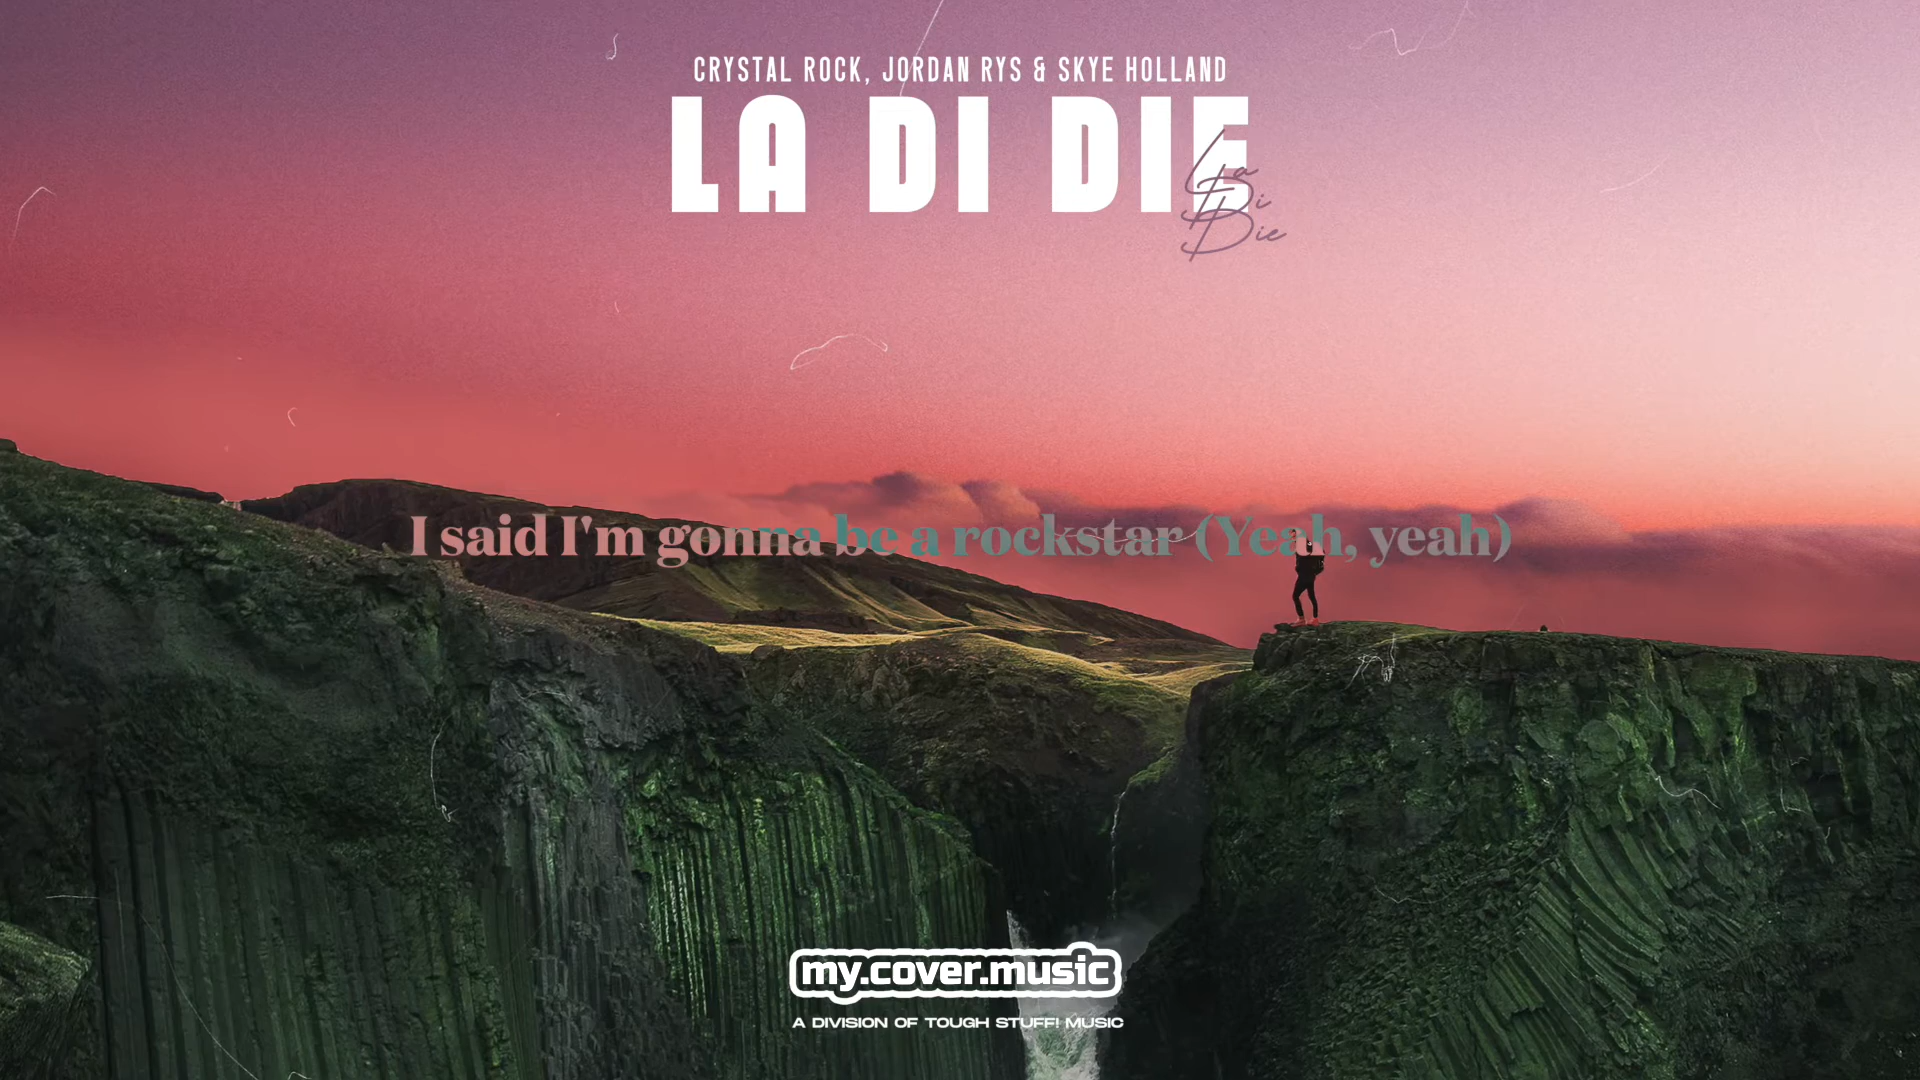 CRYSTAL ROCK, JORDAN RYS & SKYE HOLLAND
LA DI DIE
La
Di
Die
I said I'm gonna be a rockstar (Yeah, yeah)
my.cover.music
A DIVISION OF TOUGH STUFF! MUSIC